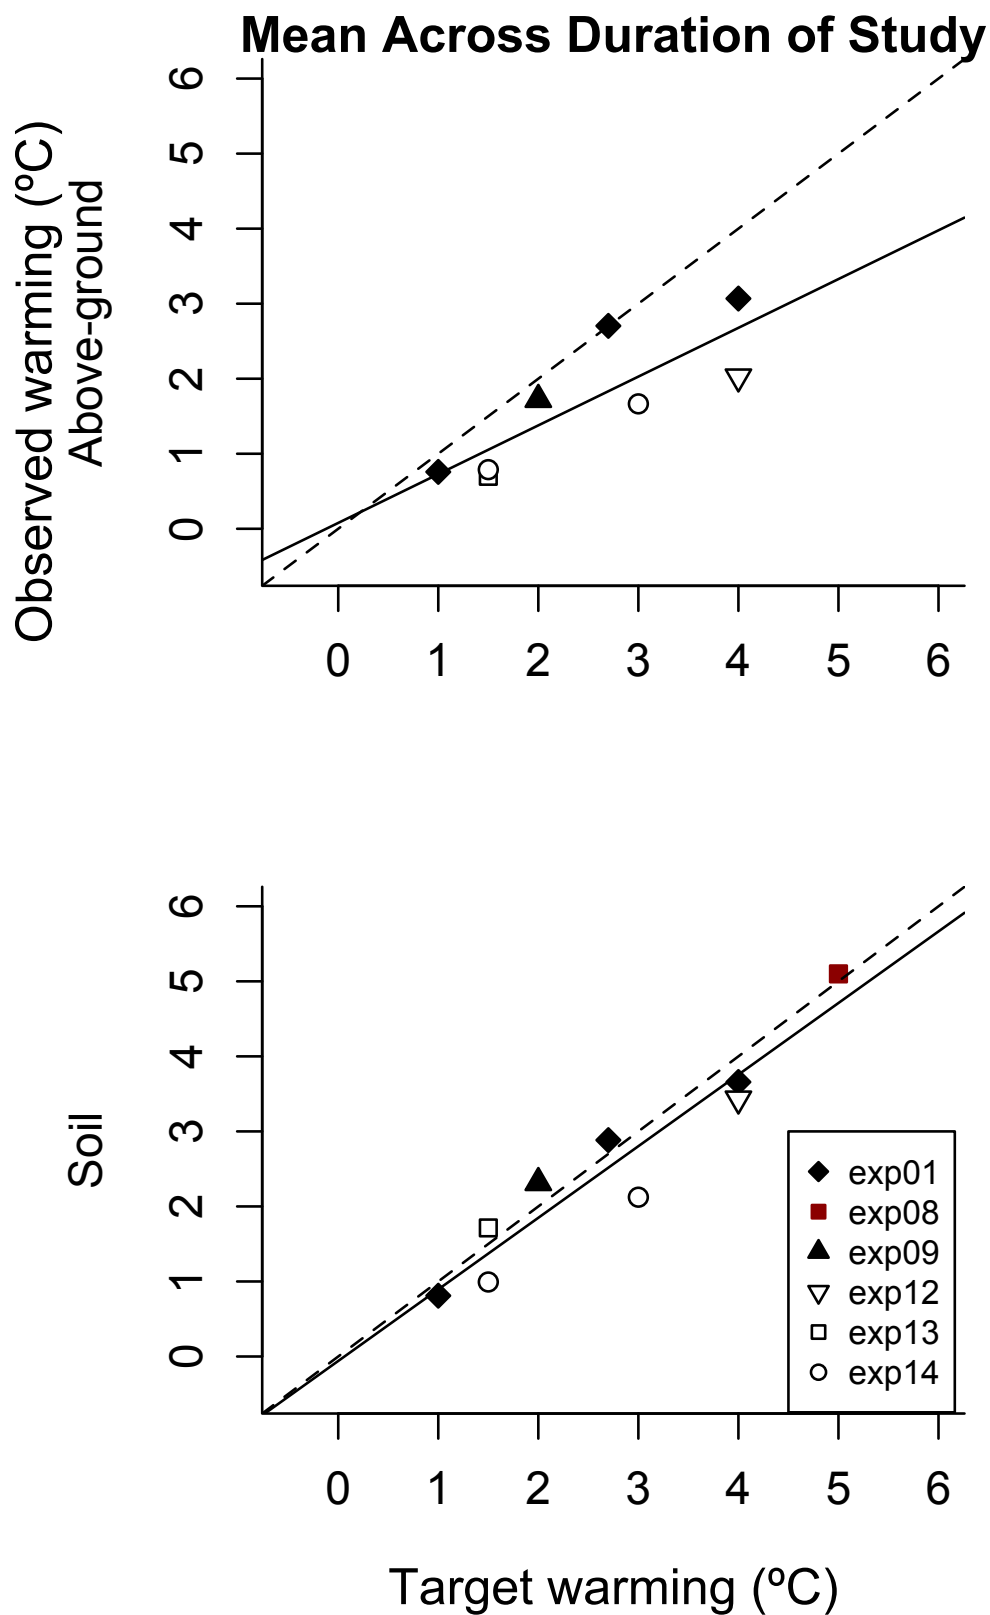 Mean Across Duration of Study
Observed warming (ºC)
Above-ground
6
5
4
3
2
1
0
0 1 2 3 4 5 6
Soil
6
5
4
3
2
1
0
exp01
exp08
exp09
exp12
exp13
exp14
0 1 2 3 4 5 6
Target warming (ºC)